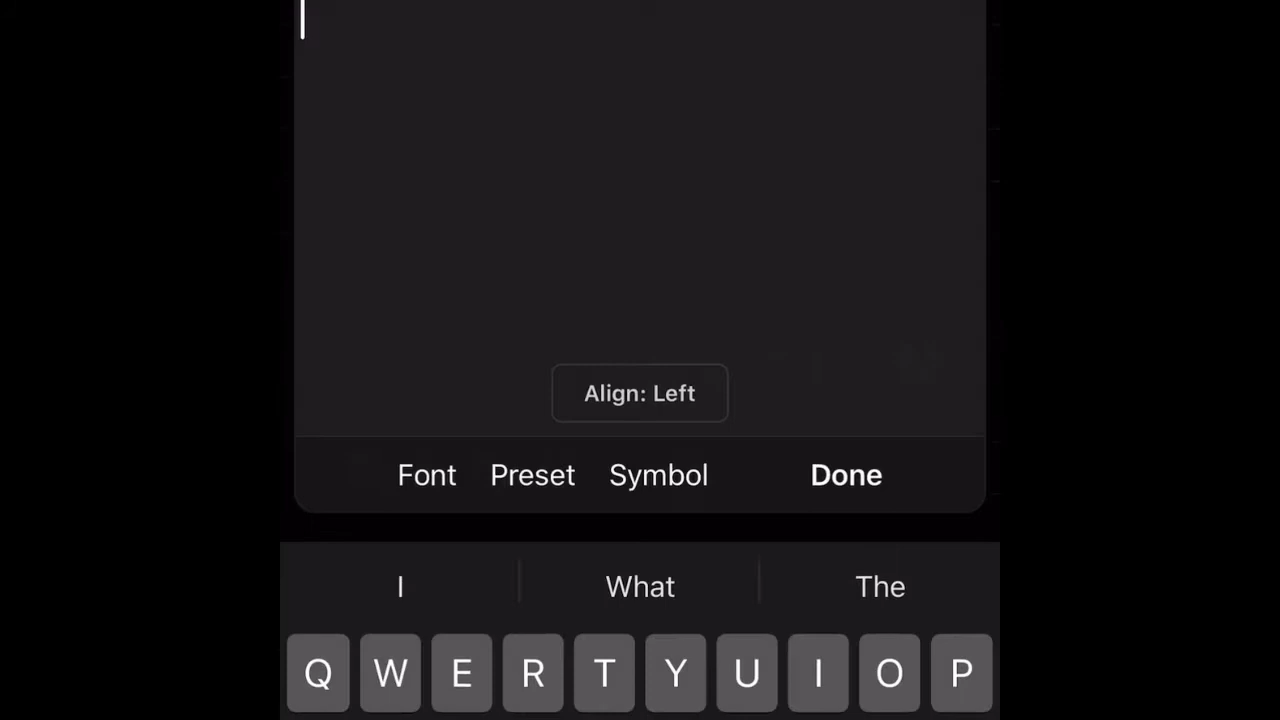 Align: Left
Font Preset Symbol Done
I What The
Q W E R T Y U I O P